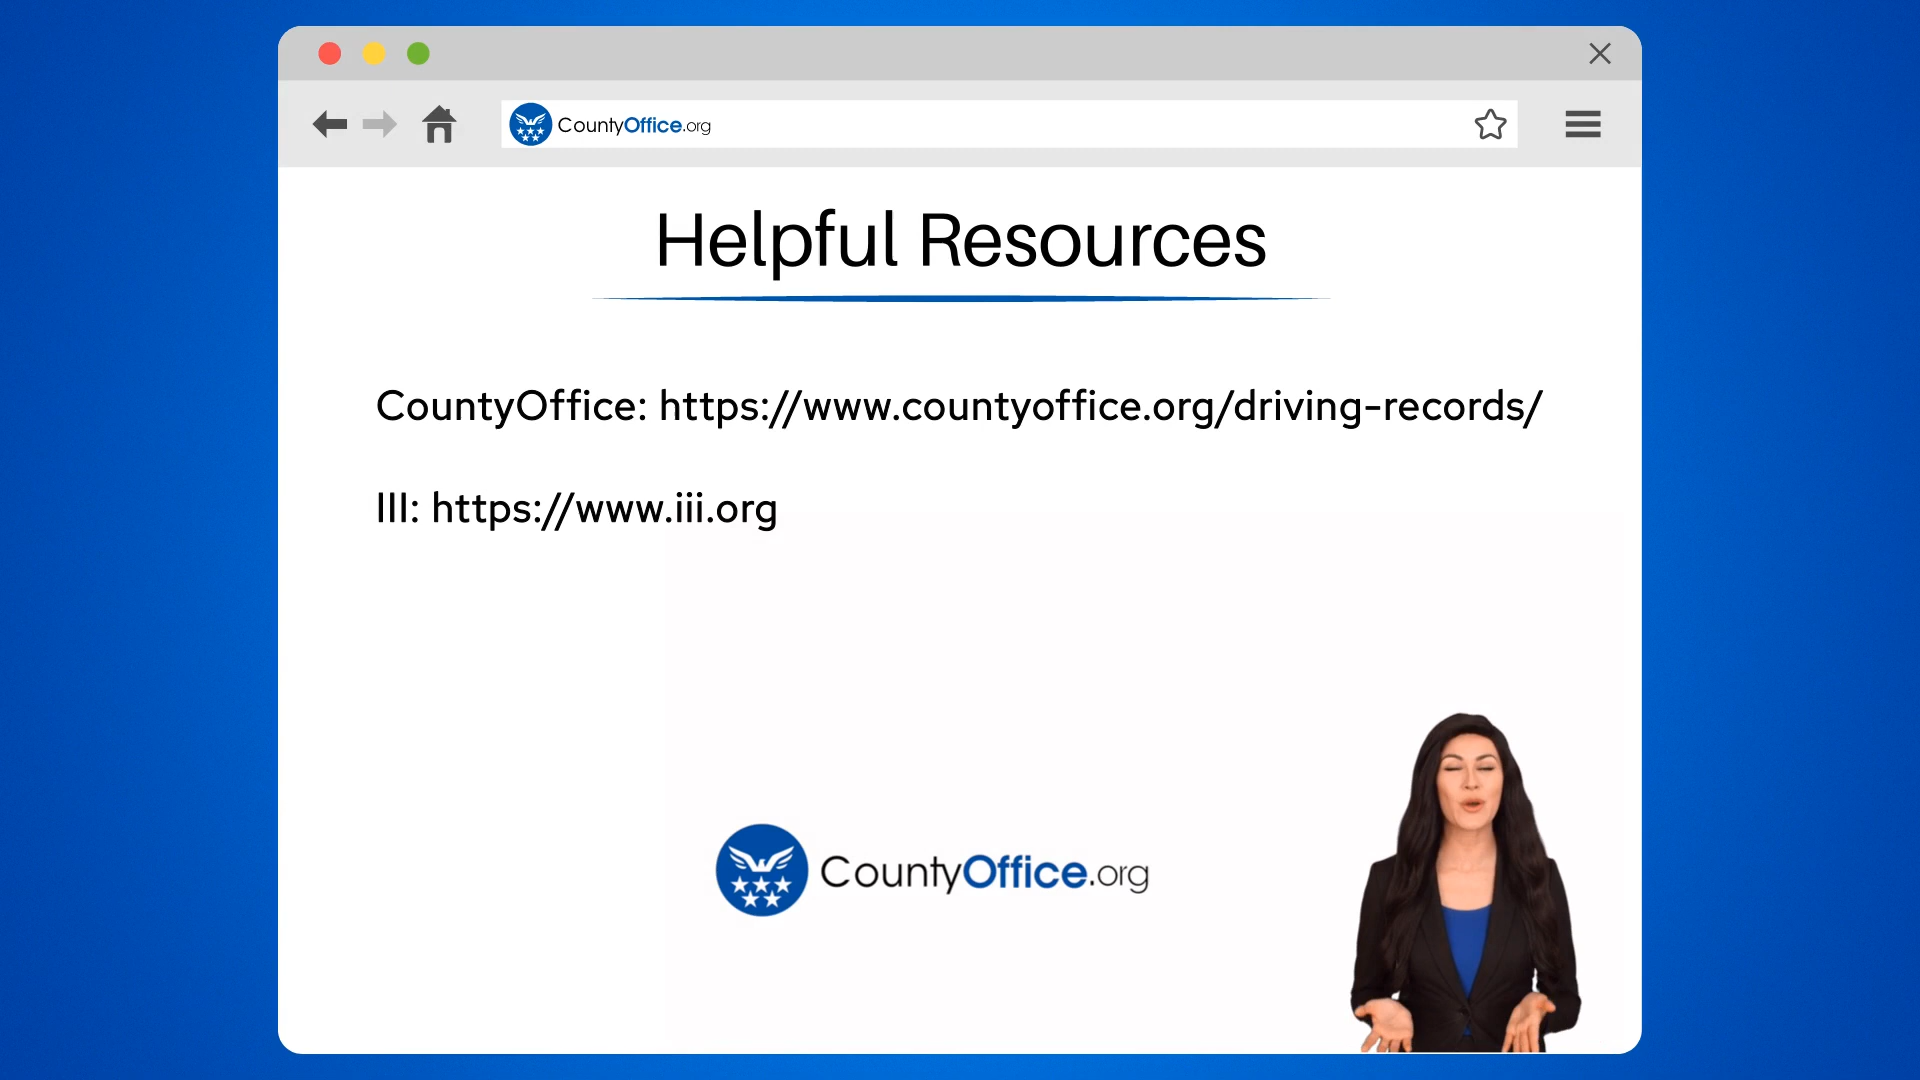 CountyOffice.org
Helpful Resources
CountyOffice: https://www.countyoffice.org/driving-records/
III: https://www.iii.org
CountyOffice.org